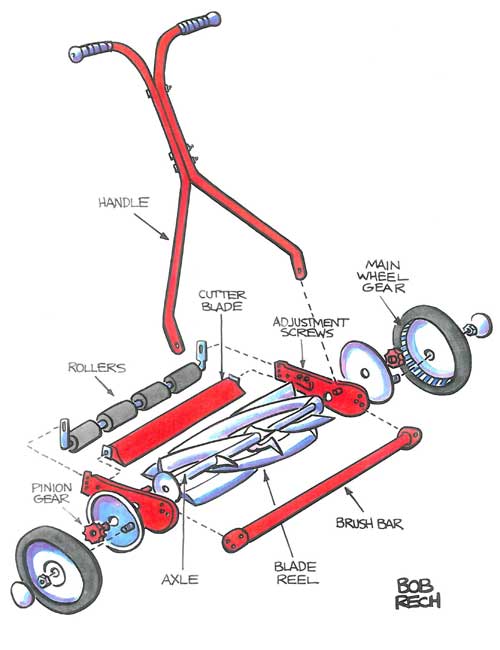 HANDLE
MAIN
WHEEL
GEAR
CUTTER
BLADE
ADJUSTMENT
SCREWS
ROLLERS
PINION
GEAR
BRUSH BAR
AXLE
BLADE
REEL
BOB
RECH